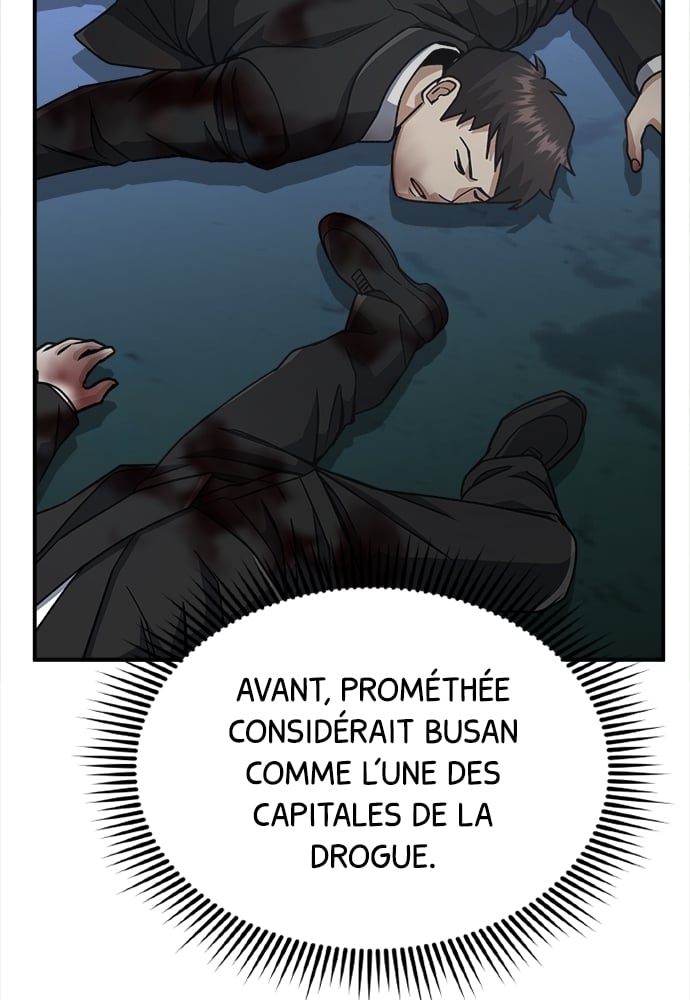 AVANT, PROMÉTHÉE
CONSIDÉRAIT BUSAN
COMME L'UNE DES
CAPITALES DE LA
DROGUE.